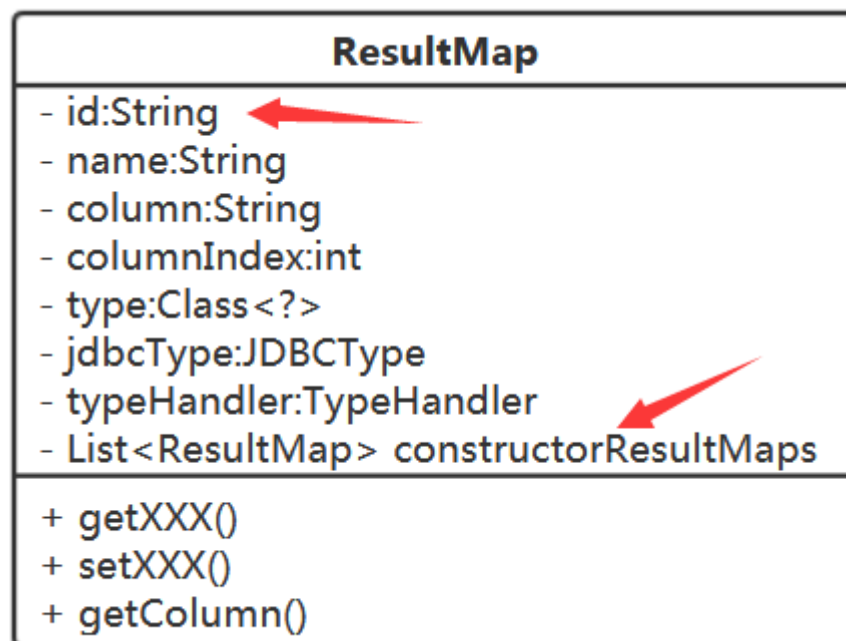 ResultMap
- id:String
- name:String
- column:String
- columnIndex:int
- type:Class<?>
- jdbcType:JDBCType
- typeHandler:TypeHandler
- List<ResultMap> constructorResultMaps
+ getXXX()
+ setXXX()
+ getColumn()